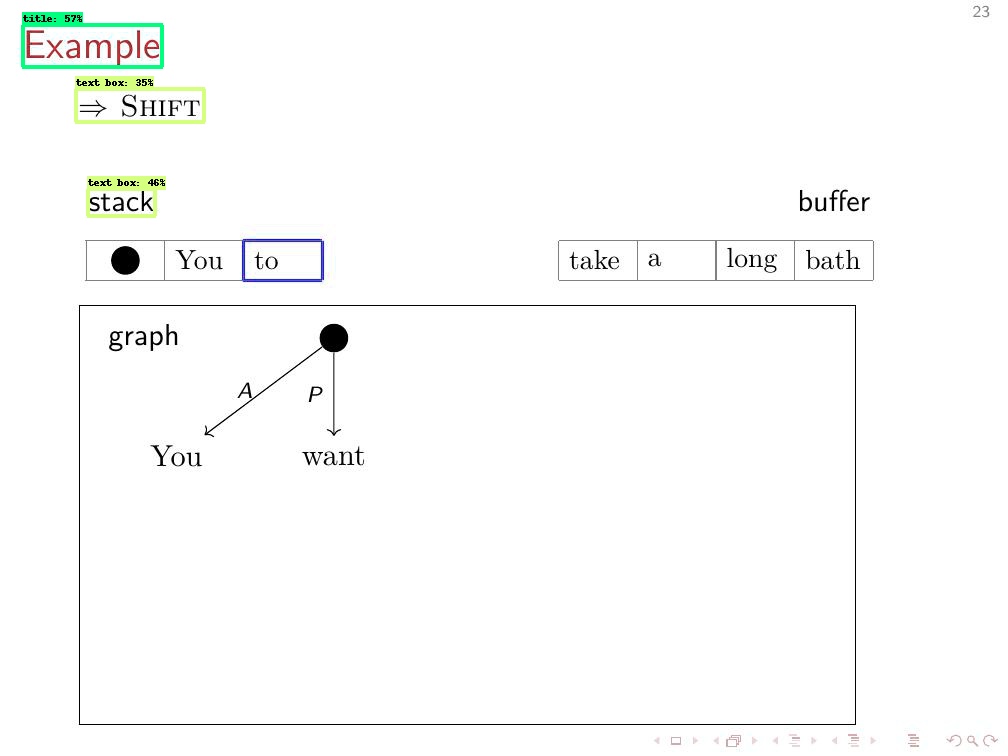 23
title: 57%
Example
text box: 35%
⇒ SHIFT
text box: 46%
stack
buffer
You to
take a long bath
graph
A P
You want